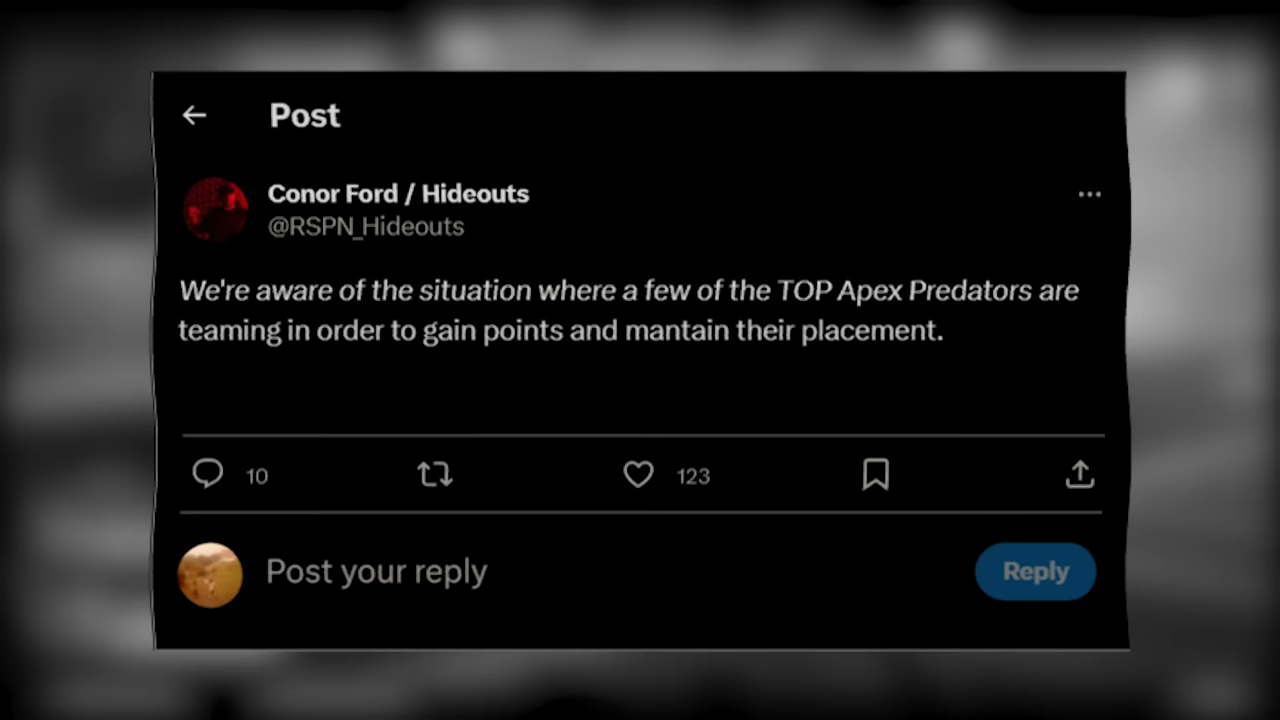 Post
Conor Ford / Hideouts
@RSPN_Hideouts
We're aware of the situation where a few of the TOP Apex Predators are
teaming in order to gain points and mantain their placement.
10
123
Post your reply
Reply